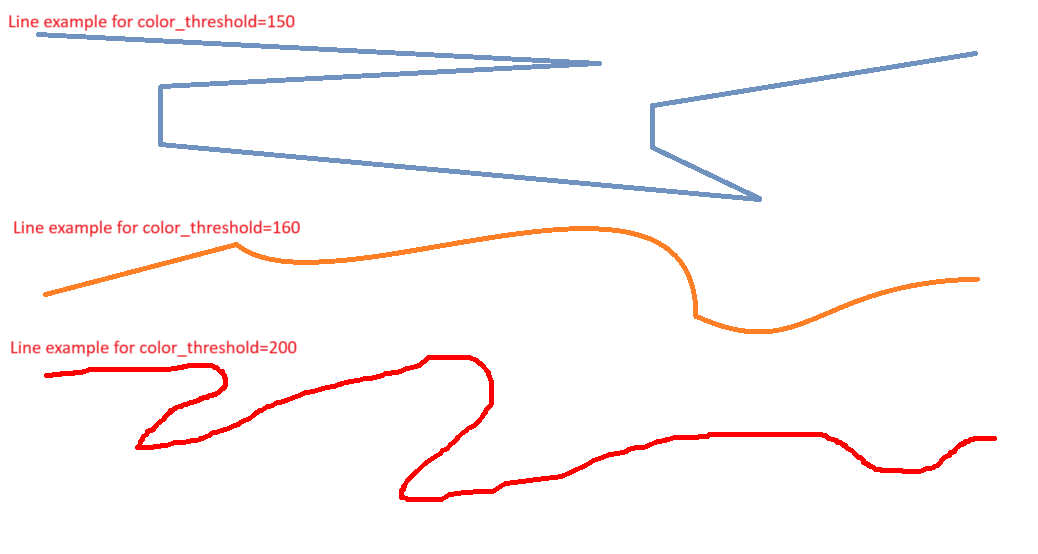 Line example for color_threshold=150
Line example for color_threshold=160
Line example for color_threshold=200